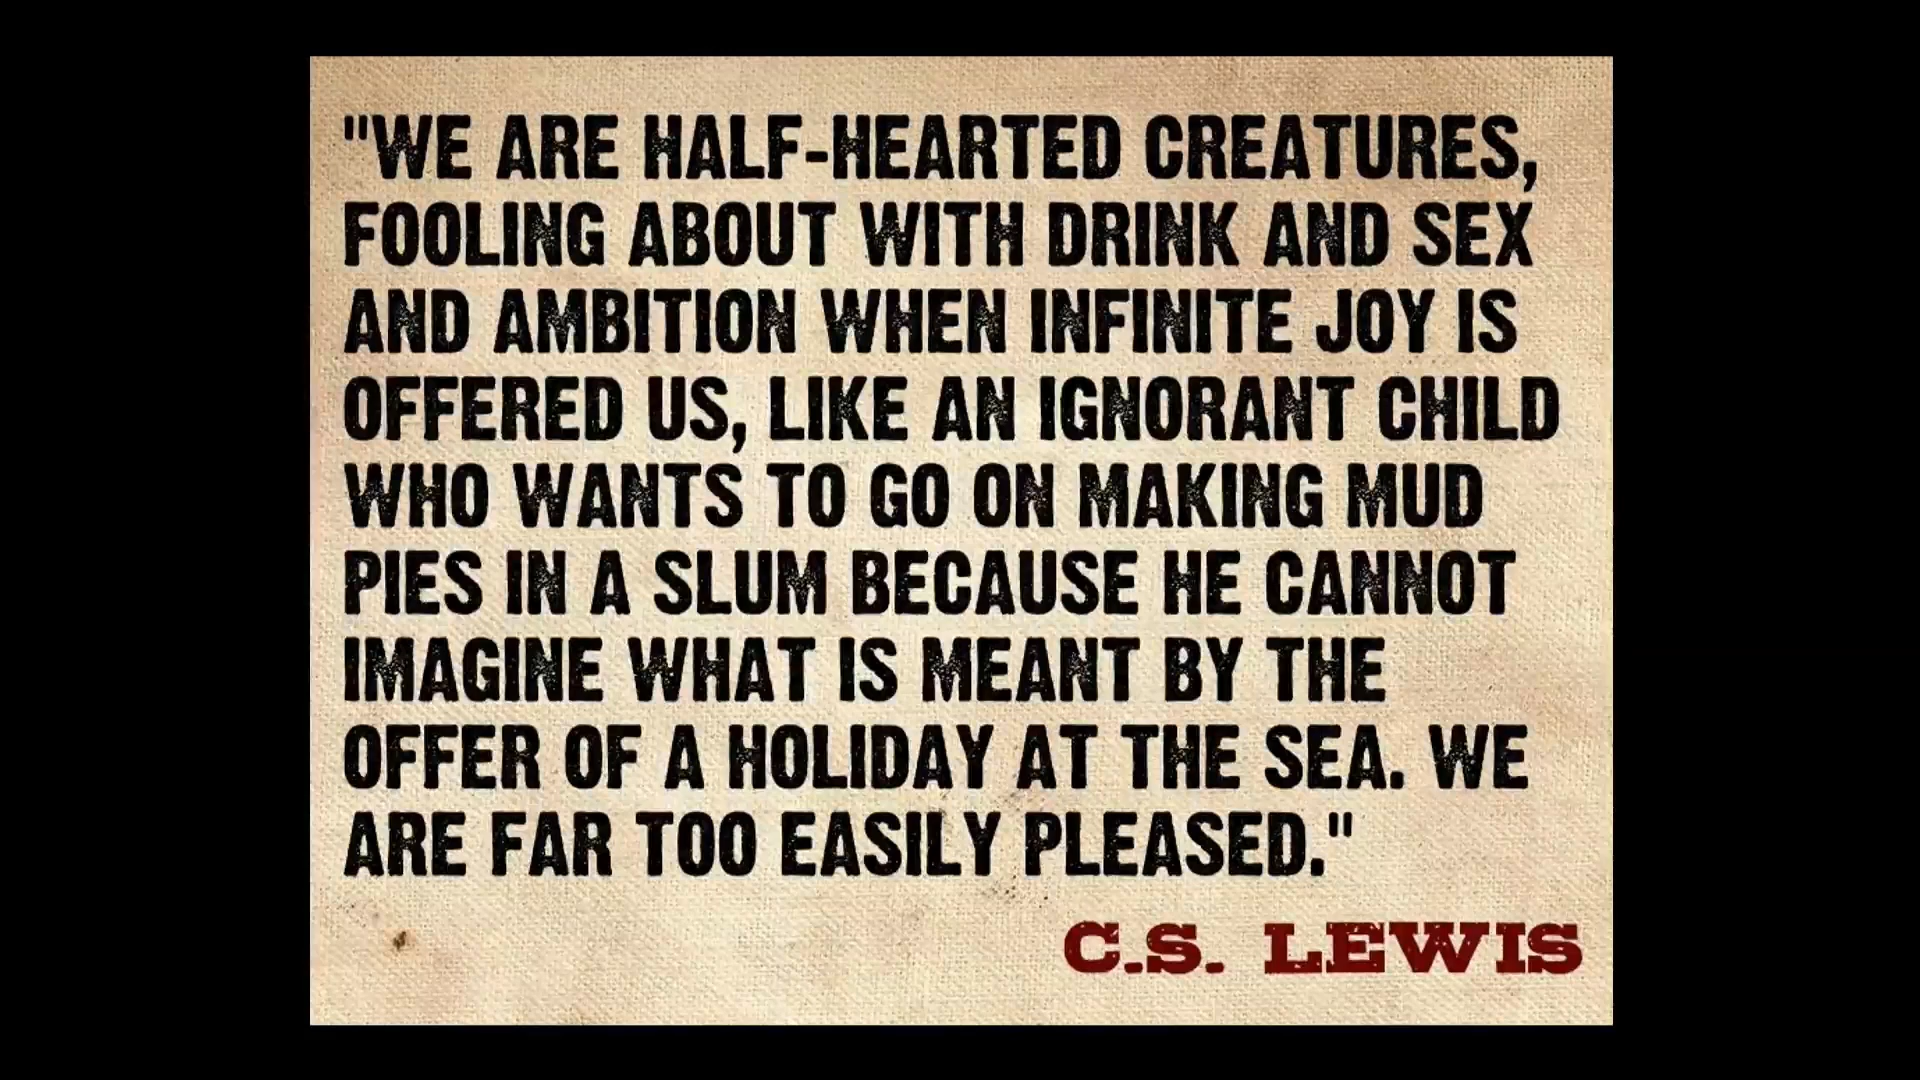 "WE ARE HALF-HEARTED CREATURES,
FOOLING ABOUT WITH DRINK AND SEX
AND AMBITION WHEN INFINITE JOY IS
OFFERED US, LIKE AN IGNORANT CHILD
WHO WANTS TO GO ON MAKING MUD
PIES IN A SLUM BECAUSE HE CANNOT
IMAGINE WHAT IS MEANT BY THE
OFFER OF A HOLIDAY AT THE SEA. WE
ARE FAR TOO EASILY PLEASED."
C.S. LEWIS